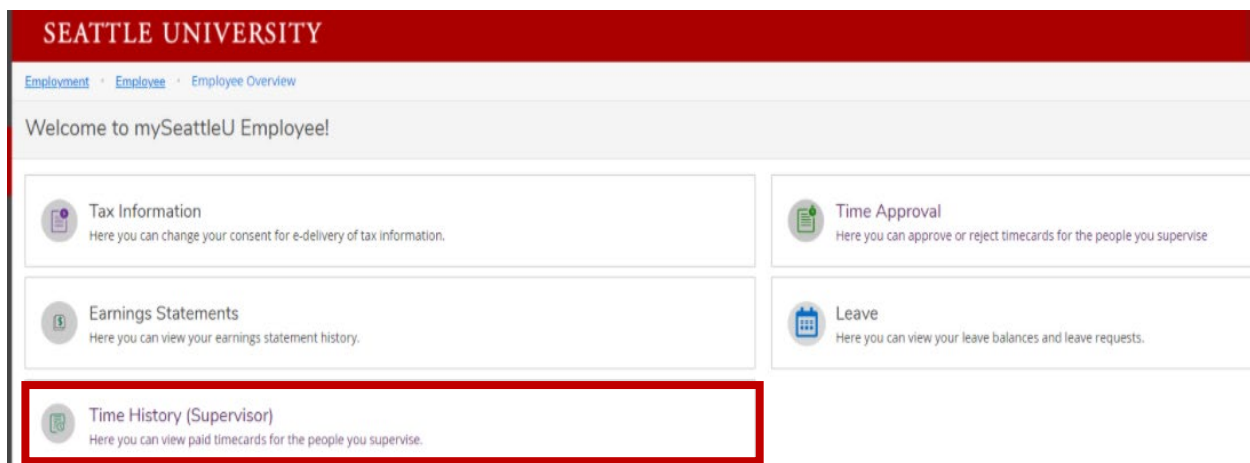 SEATTLE UNIVERSITY
Employment · Employee · Employee Overview
Welcome to mySeattleU Employee!
Tax Information
Here you can change your consent for e-delivery of tax information.
Time Approval
Here you can approve or reject timecards for the people you supervise
Earnings Statements
Here you can view your earnings statement history.
Leave
Here you can view your leave balances and leave requests.
Time History (Supervisor)
Here you can view paid timecards for the people you supervise.